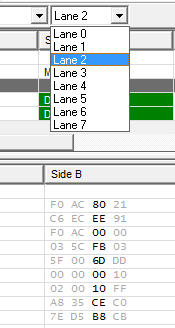 Lane 2
S
Lane 0
Lane 1
M
Lane 2
Lane 3
Lane 4
D
Lane 5
D
Lane 6
Lane 7
Side B
F0 AC 80 21
C6 EC EE 91
F0 AC 00 00
03 5C FB 03
5F 00 6D DD
00 00 00 10
02 00 10 FF
A8 35 CE C0
7E D5 B8 CB